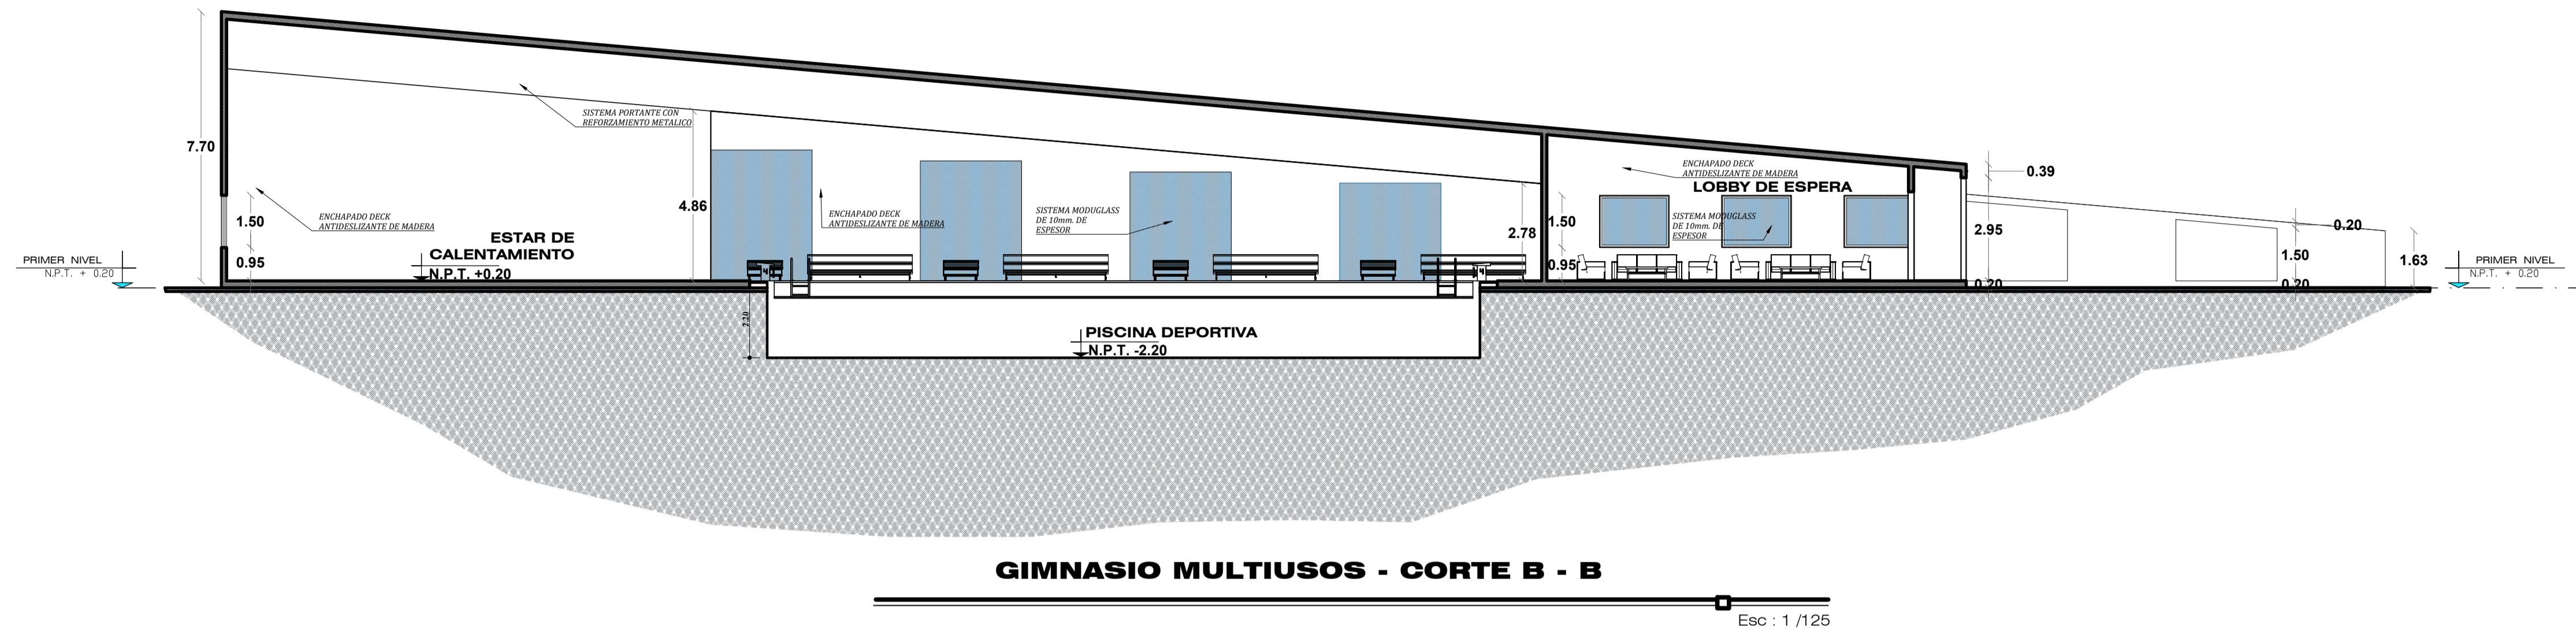 SISTEMA PORTANTE CON
REFORZAMIENTO METALICO
7.70
1.50
0.95
ENCHAPADO DECK
ANTIDESLIZANTE DE MADERA
ESTAR DE
CALENTAMIENTO
N.P.T. +0.20
PRIMER NIVEL
N.P.T. + 0.20
4.86
ENCHAPADO DECK
ANTIDESLIZANTE DE MADERA
SISTEMA MODUGLASS
DE 10mm. DE
ESPESOR
4
4
2.78
1.50
0.95
ENCHAPADO DECK
ANTIDESLIZANTE DE MADERA
LOBBY DE ESPERA
SISTEMA MODUGLASS
DE 10mm. DE
ESPESOR
0.39
2.95
0.20
0.20
1.50
0.20
1.63
PRIMER NIVEL
N.P.T. + 0.20
2.20
PISCINA DEPORTIVA
N.P.T. -2.20
GIMNASIO MULTIUSOS - CORTE B - B
Esc : 1 /125